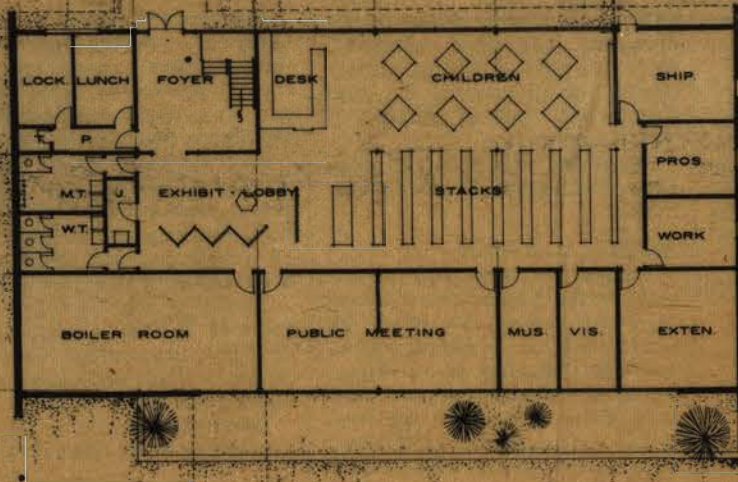 LOCK. LUNCH FOYER DESK CHILDREN SHIP.
P.
PROS.
M.T. J. EXHIBIT - LOBBY STACKS
W.T. WORK
BOILER ROOM PUBLIC MEETING MUS. VIS. EXTEN.